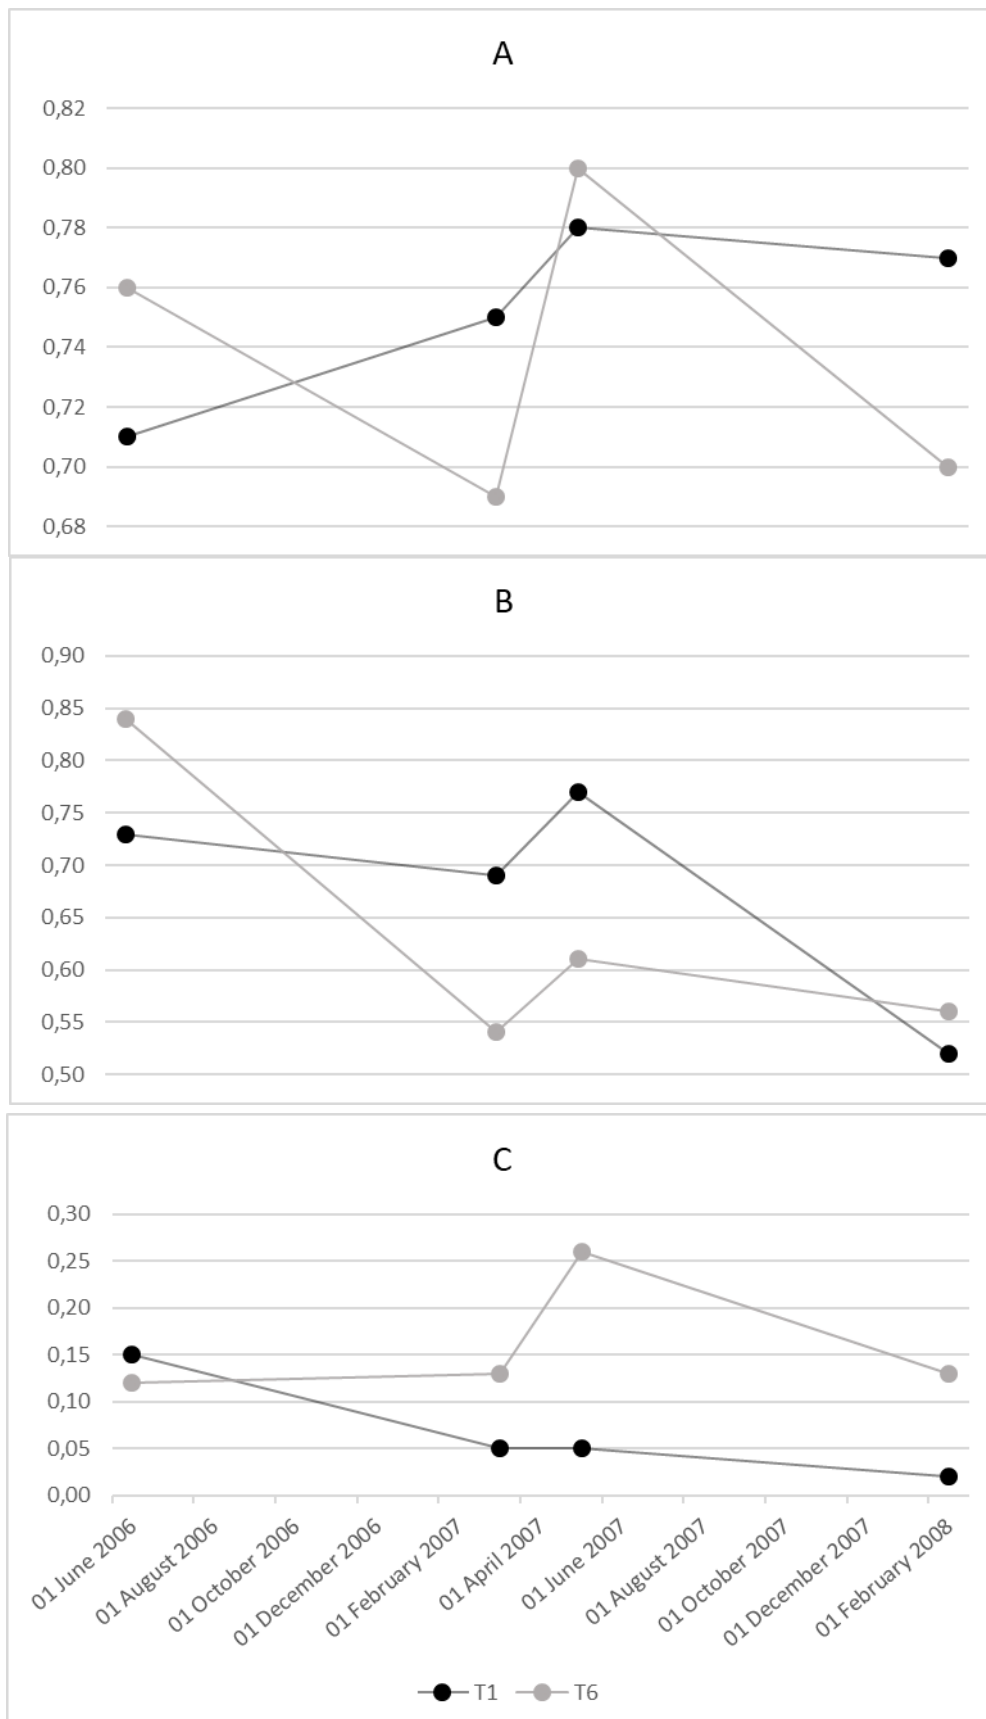 A
0,82
0,80
0,78
0,76
0,74
0,72
0,70
0,68
B
0,90
0,85
0,80
0,75
0,70
0,65
0,60
0,55
0,50
C
0,30
0,25
0,20
0,15
0,10
0,05
0,00
01 June 2006
01 August 2006
01 October 2006
01 December 2006
01 February 2007
01 April 2007
01 June 2007
01 August 2007
01 October 2007
01 December 2007
01 February 2008
T1 T6